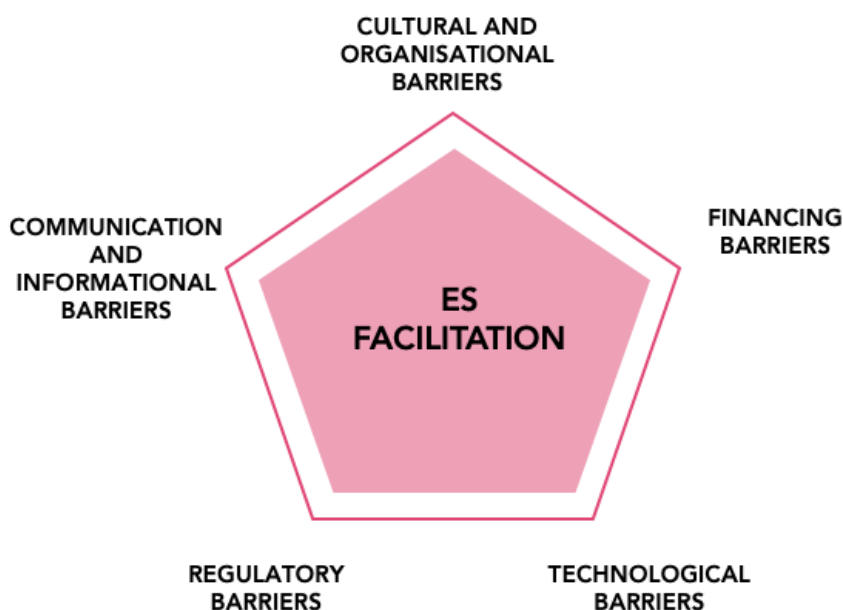 CULTURAL AND
ORGANISATIONAL
BARRIERS
FINANCING
BARRIERS
COMMUNICATION
AND
INFORMATIONAL
BARRIERS
ES
FACILITATION
REGULATORY
BARRIERS
TECHNOLOGICAL
BARRIERS